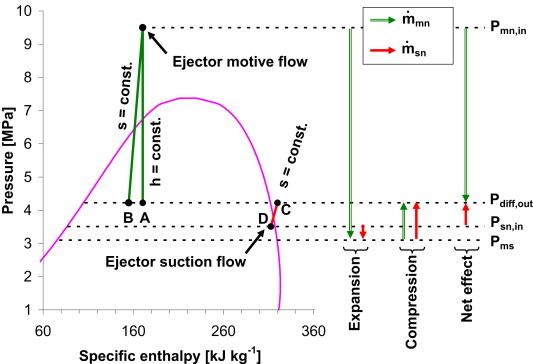 10
9
8
7
6
5
4
3
2
1
Pressure [MPa]
60
160
260
360
Specific enthalpy [kJ kg⁻¹]
Ejector motive flow
s = const.
h = const.
s = const.
B
A
C
D
Ejector suction flow
ṁmn
ṁsn
Pmn,in
Pdiff,out
Psn,in
Pms
Expansion
Compression
Net effect